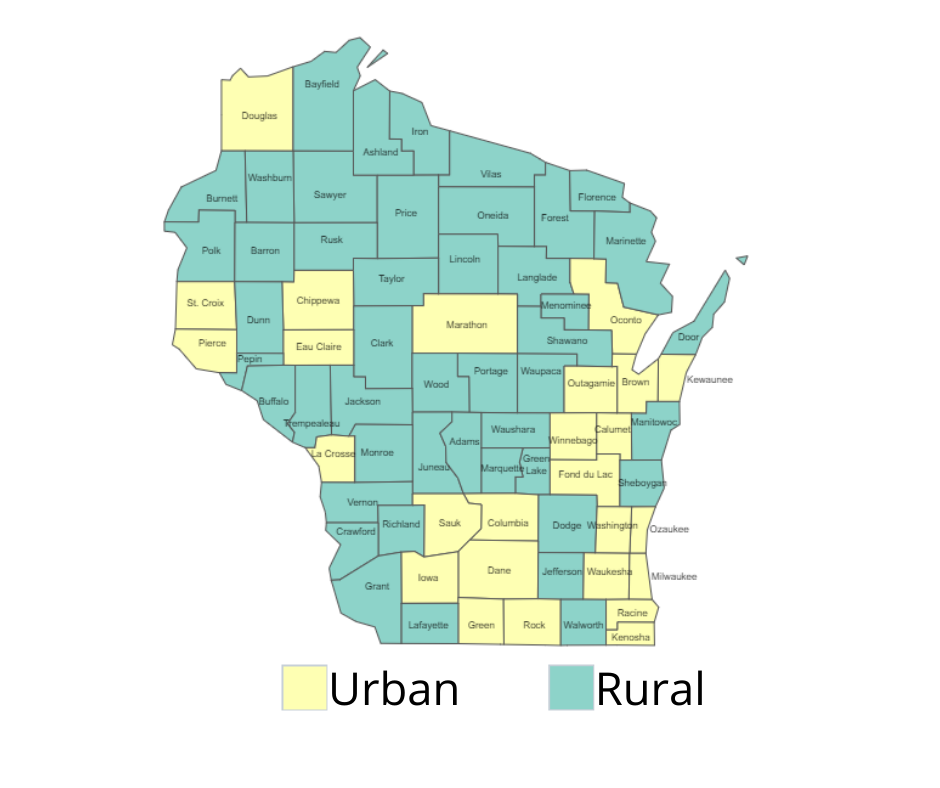 Bayfield
Douglas
Iron
Ashland
Vilas
Washburn
Burnett
Sawyer
Florence
Price
Oneida
Forest
Marinette
Polk
Barron
Rusk
Lincoln
Taylor
Langlade
St. Croix
Chippewa
Menominee
Dunn
Oconto
Marathon
Door
Pierce
Eau Claire
Clark
Shawano
Pepin
Wood
Portage
Waupaca
Outagamie
Brown
Kewaunee
Buffalo
Jackson
Trempealeau
Waushara
Calumet
Manitowoc
Adams
Winnebago
La Crosse
Monroe
Juneau
Marquette
Green
Lake
Fond du Lac
Sheboygan
Vernon
Richland
Sauk
Columbia
Dodge
Washington
Ozaukee
Crawford
Grant
Iowa
Dane
Jefferson
Waukesha
Milwaukee
Lafayette
Green
Rock
Walworth
Racine
Kenosha
Urban
Rural